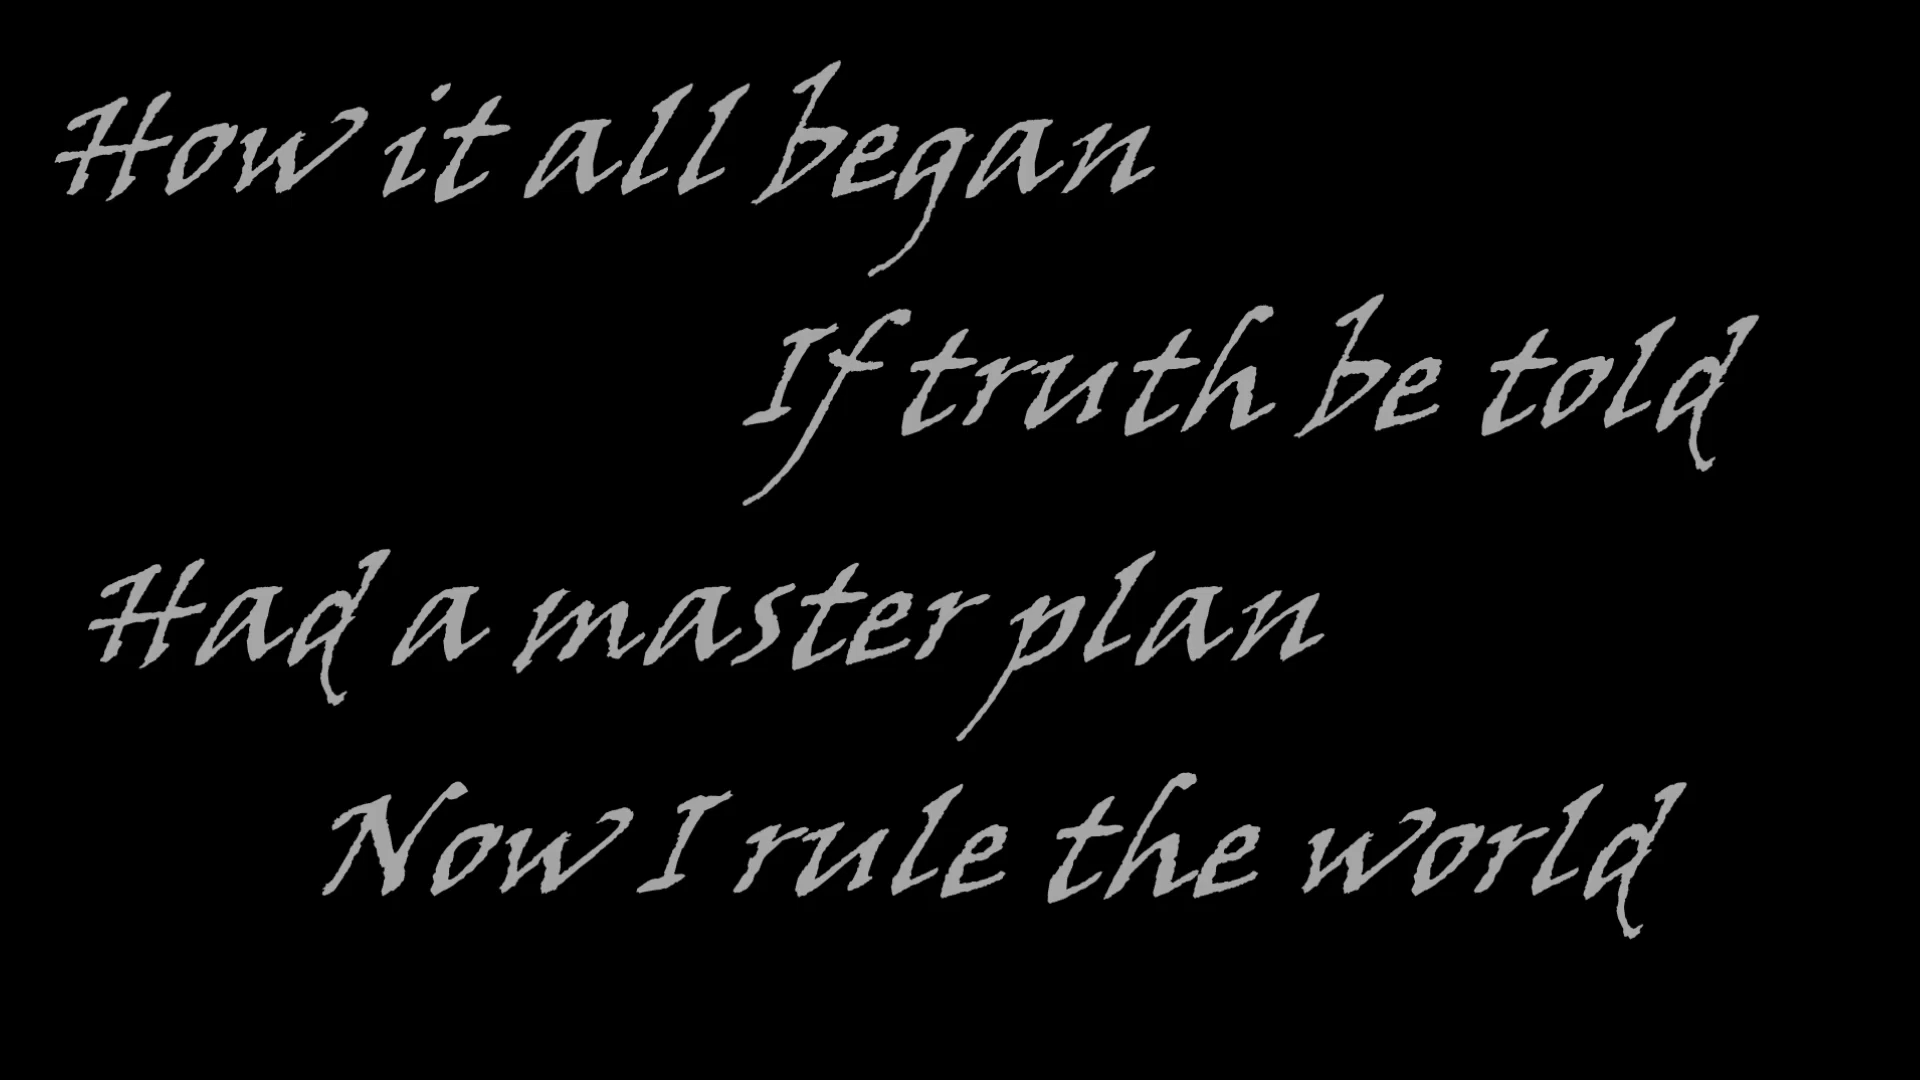 How it all began
If truth be told
Had a master plan
Now I rule the world